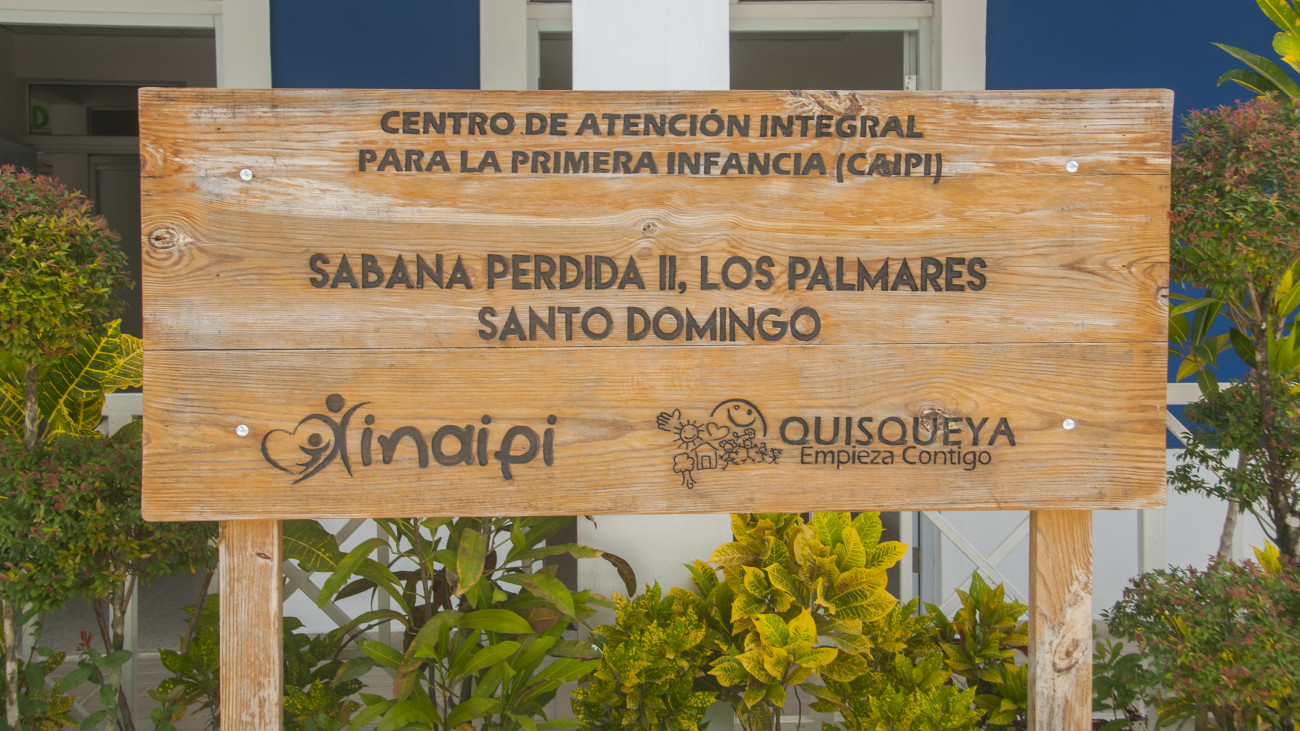 CENTRO DE ATENCIÓN INTEGRAL
PARA LA PRIMERA INFANCIA (CAIPI)
SABANA PERDIDA II, LOS PALMARES
SANTO DOMINGO
inaipi
QUISQUEYA
Empieza Contigo